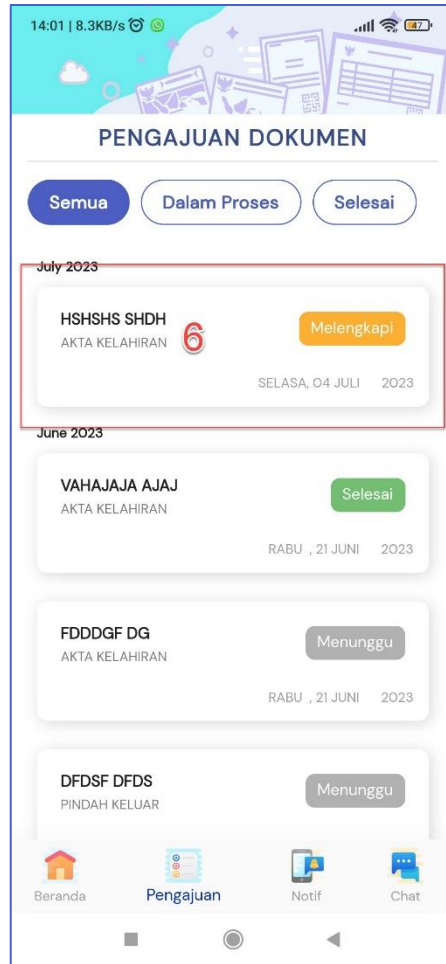 14:01 | 8.3KB/s
47
PENGAJUAN DOKUMEN
Semua
Dalam Proses
Selesai
July 2023
HSHSHS SHDH
AKTA KELAHIRAN
6
Melengkapi
SELASA, 04 JULI 2023
June 2023
VAHAJAJA AJAJ
AKTA KELAHIRAN
Selesai
RABU , 21 JUNI 2023
FDDDGF DG
AKTA KELAHIRAN
Menunggu
RABU , 21 JUNI 2023
DFDSF DFDS
PINDAH KELUAR
Menunggu
Beranda
Pengajuan
Notif
Chat